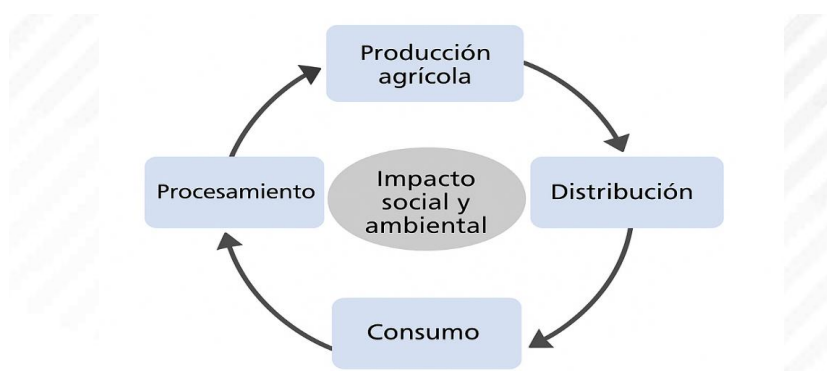 Producción
agrícola
Distribución
Consumo
Procesamiento
Impacto
social y
ambiental